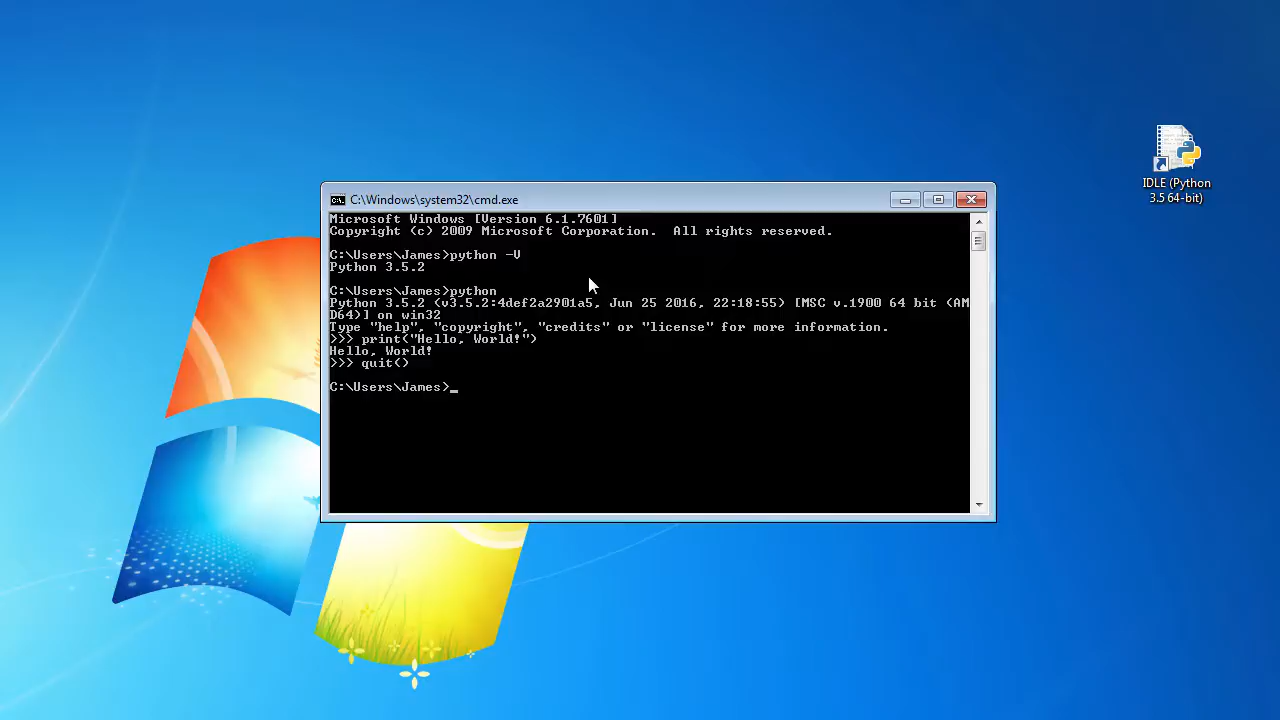 C:\Windows\system32\cmd.exe
Microsoft Windows [Version 6.1.7601]
Copyright (c) 2009 Microsoft Corporation.  All rights reserved.
C:\Users\James>python -V
Python 3.5.2
C:\Users\James>python
Python 3.5.2 (v3.5.2:4def2a2901a5, Jun 25 2016, 22:18:55) [MSC v.1900 64 bit (AM
D64)] on win32
Type "help", "copyright", "credits" or "license" for more information.
>>> print("Hello, World!")
Hello, World!
>>> quit()
C:\Users\James>_
IDLE (Python
3.5 64-bit)